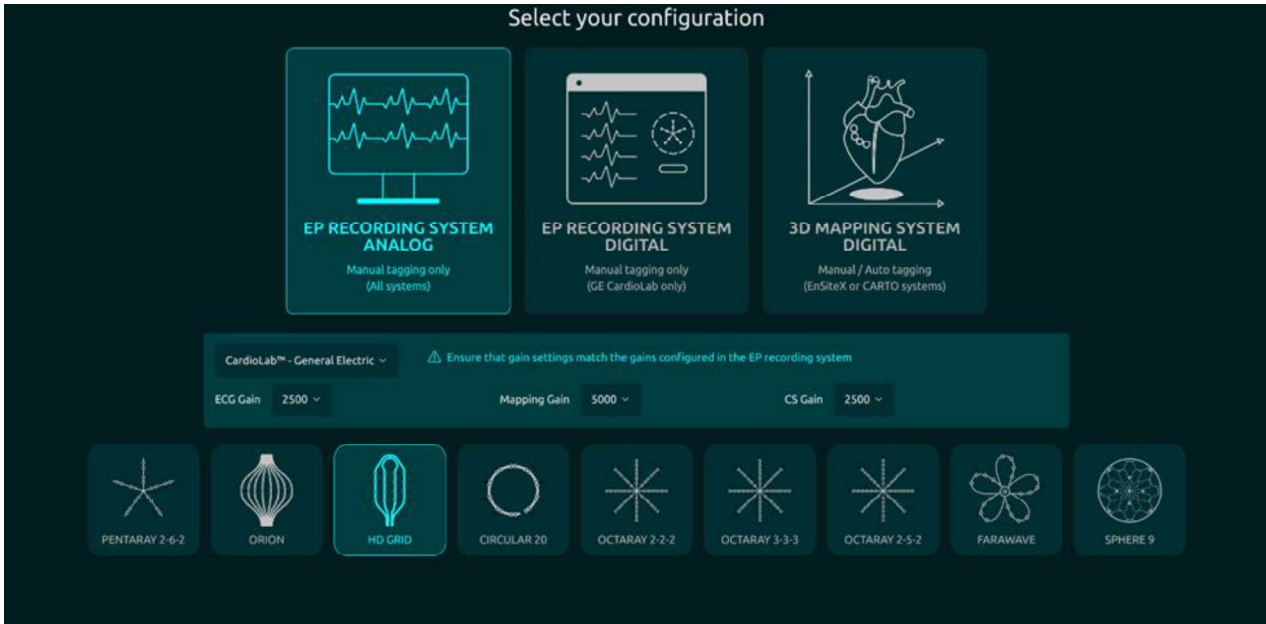 Select your configuration
EP RECORDING SYSTEM
ANALOG
Manual tagging only
(All systems)
EP RECORDING SYSTEM
DIGITAL
Manual tagging only
(GE CardioLab only)
3D MAPPING SYSTEM
DIGITAL
Manual / Auto tagging
(EnSiteX or CARTO systems)
CardioLab™ - General Electric
Ensure that gain settings match the gains configured in the EP recording system
ECG Gain 2500
Mapping Gain 5000
CS Gain 2500
PENTARAY 2-6-2
ORION
HD GRID
CIRCULAR 20
OCTARAY 2-2-2
OCTARAY 3-3-3
OCTARAY 2-5-2
FARAWAVE
SPHERE 9